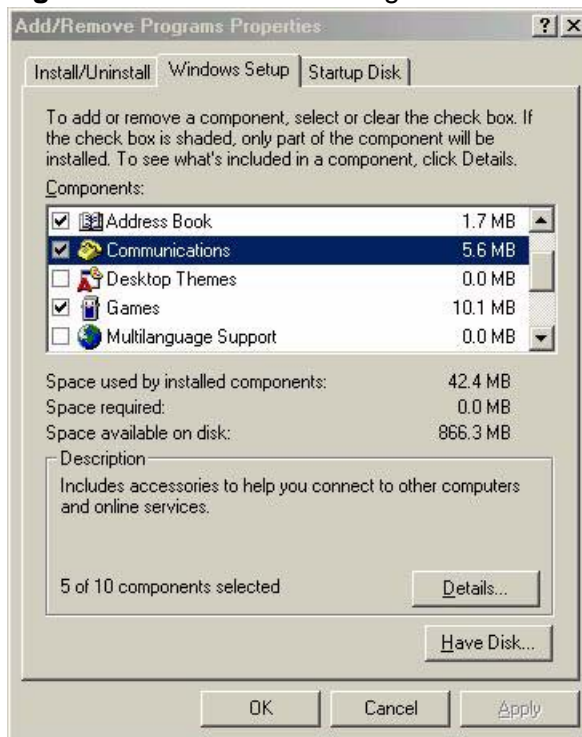 Add/Remove Programs Properties
Install/Uninstall Windows Setup Startup Disk
To add or remove a component, select or clear the check box. If
the check box is shaded, only part of the component will be
installed. To see what's included in a component, click Details.
Components:
Address Book 1.7 MB
Communications 5.6 MB
Desktop Themes 0.0 MB
Games 10.1 MB
Multilanguage Support 0.0 MB
Space used by installed components: 42.4 MB
Space required: 0.0 MB
Space available on disk: 866.3 MB
Description
Includes accessories to help you connect to other computers
and online services.
5 of 10 components selected Details...
Have Disk...
OK Cancel Apply